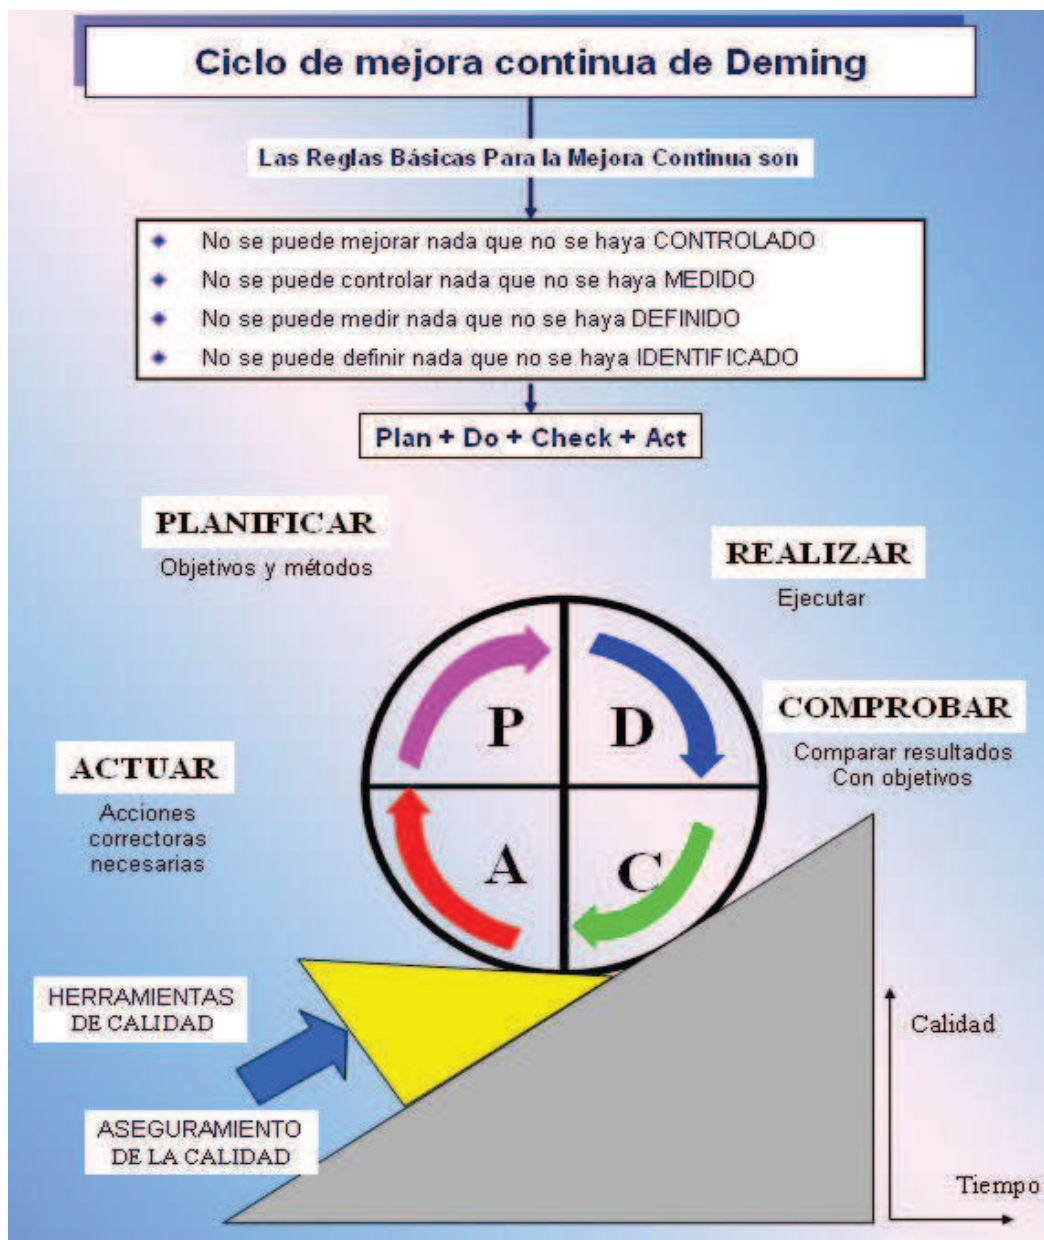 Ciclo de mejora continua de Deming
Las Reglas Básicas Para la Mejora Continua son
No se puede mejorar nada que no se haya CONTROLADO
No se puede controlar nada que no se haya MEDIDO
No se puede medir nada que no se haya DEFINIDO
No se puede definir nada que no se haya IDENTIFICADO
Plan + Do + Check + Act
PLANIFICAR
Objetivos y métodos
REALIZAR
Ejecutar
P
D
COMPROBAR
Comparar resultados
Con objetivos
ACTUAR
Acciones
correctoras
necesarias
A
C
HERRAMIENTAS
DE CALIDAD
ASEGURAMIENTO
DE LA CALIDAD
Calidad
Tiempo